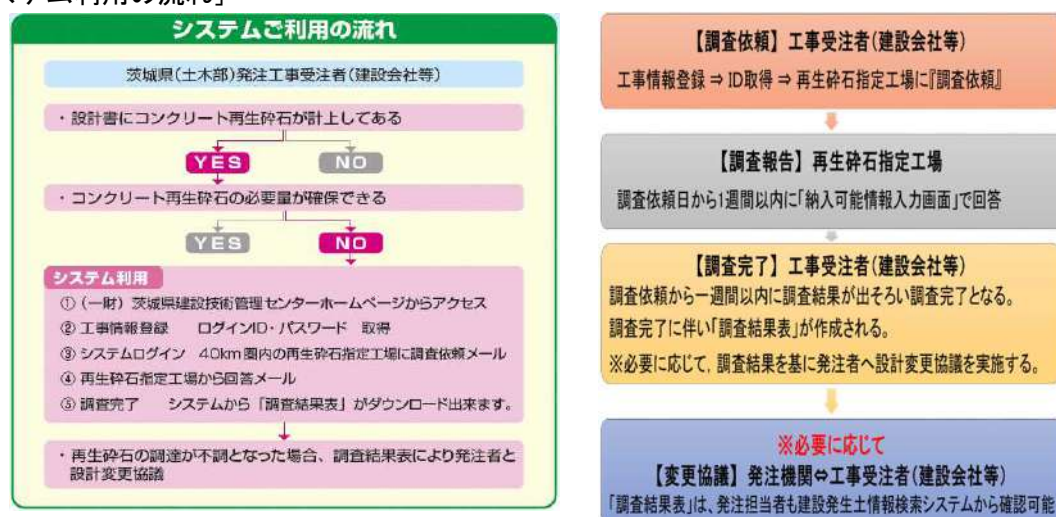 システムご利用の流れ
茨城県(土木部)発注工事受注者(建設会社等)
・設計書にコンクリート再生砕石が計上してある
YES NO
・コンクリート再生砕石の必要量が確保できる
YES NO
システム利用
①(一財)茨城県建設技術管理センターホームページからアクセス
②工事情報登録 ログインID・パスワード 取得
③システムログイン 40km圏内の再生砕石指定工場に調査依頼メール
④再生砕石指定工場から回答メール
⑤調査完了 システムから「調査結果表」がダウンロード出来ます。
・再生砕石の調達が不調となった場合、調査結果表により発注者と
設計変更協議
【調査依頼】工事受注者(建設会社等)
工事情報登録 ⇒ ID取得 ⇒ 再生砕石指定工場に『調査依頼』
【調査報告】再生砕石指定工場
調査依頼日から1週間以内に「納入可能情報入力画面」で回答
【調査完了】工事受注者(建設会社等)
調査依頼から一週間以内に調査結果が出そろい調査完了となる。
調査完了に伴い「調査結果表」が作成される。
※必要に応じて,調査結果を基に発注者へ設計変更協議を実施する。
※必要に応じて
【変更協議】発注機関⇔工事受注者(建設会社等)
「調査結果表」は、発注担当者も建設発生土情報検索システムから確認可能